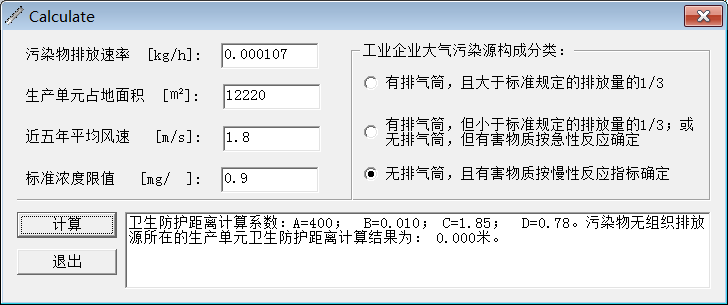 Calculate
污染物排放速率 [kg/h]: 0.000107
生产单元占地面积 [m²]: 12220
近五年平均风速 [m/s]: 1.8
标准浓度限值 [mg/ ]: 0.9
工业企业大气污染源构成分类:
有排气筒，且大于标准规定的排放量的1/3
有排气筒，但小于标准规定的排放量的1/3；或
无排气筒，但有害物质按急性反应确定
无排气筒，且有害物质按慢性反应指标确定
计算
退出
卫生防护距离计算系数：A=400; B=0.010; C=1.85; D=0.78。污染物无组织排放
源所在的生产单元卫生防护距离计算结果为： 0.000米。